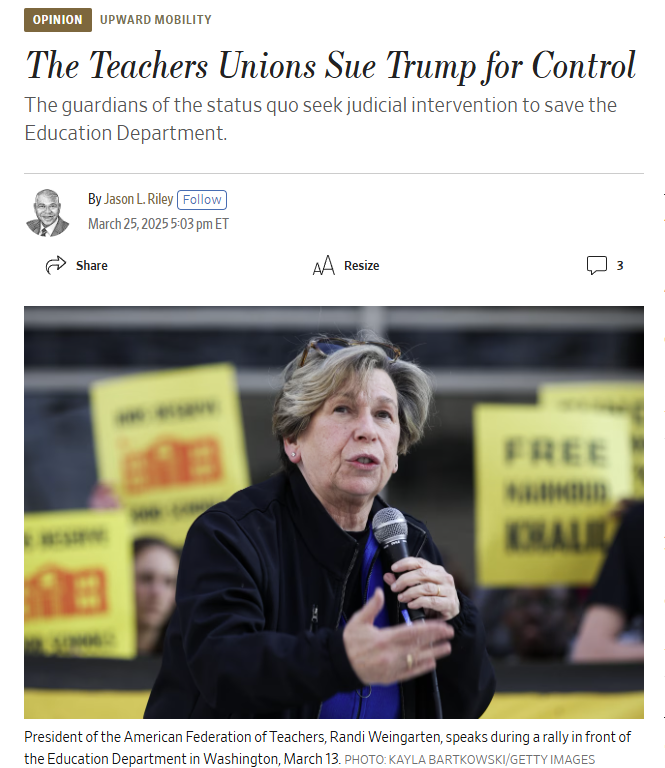 OPINION UPWARD MOBILITY
The Teachers Unions Sue Trump for Control
The guardians of the status quo seek judicial intervention to save the
Education Department.
By Jason L. Riley Follow
March 25, 2025 5:03 pm ET
Share
Resize
3
FREE
MAHMOUD
KHALIL
President of the American Federation of Teachers, Randi Weingarten, speaks during a rally in front of
the Education Department in Washington, March 13. PHOTO: KAYLA BARTKOWSKI/GETTY IMAGES